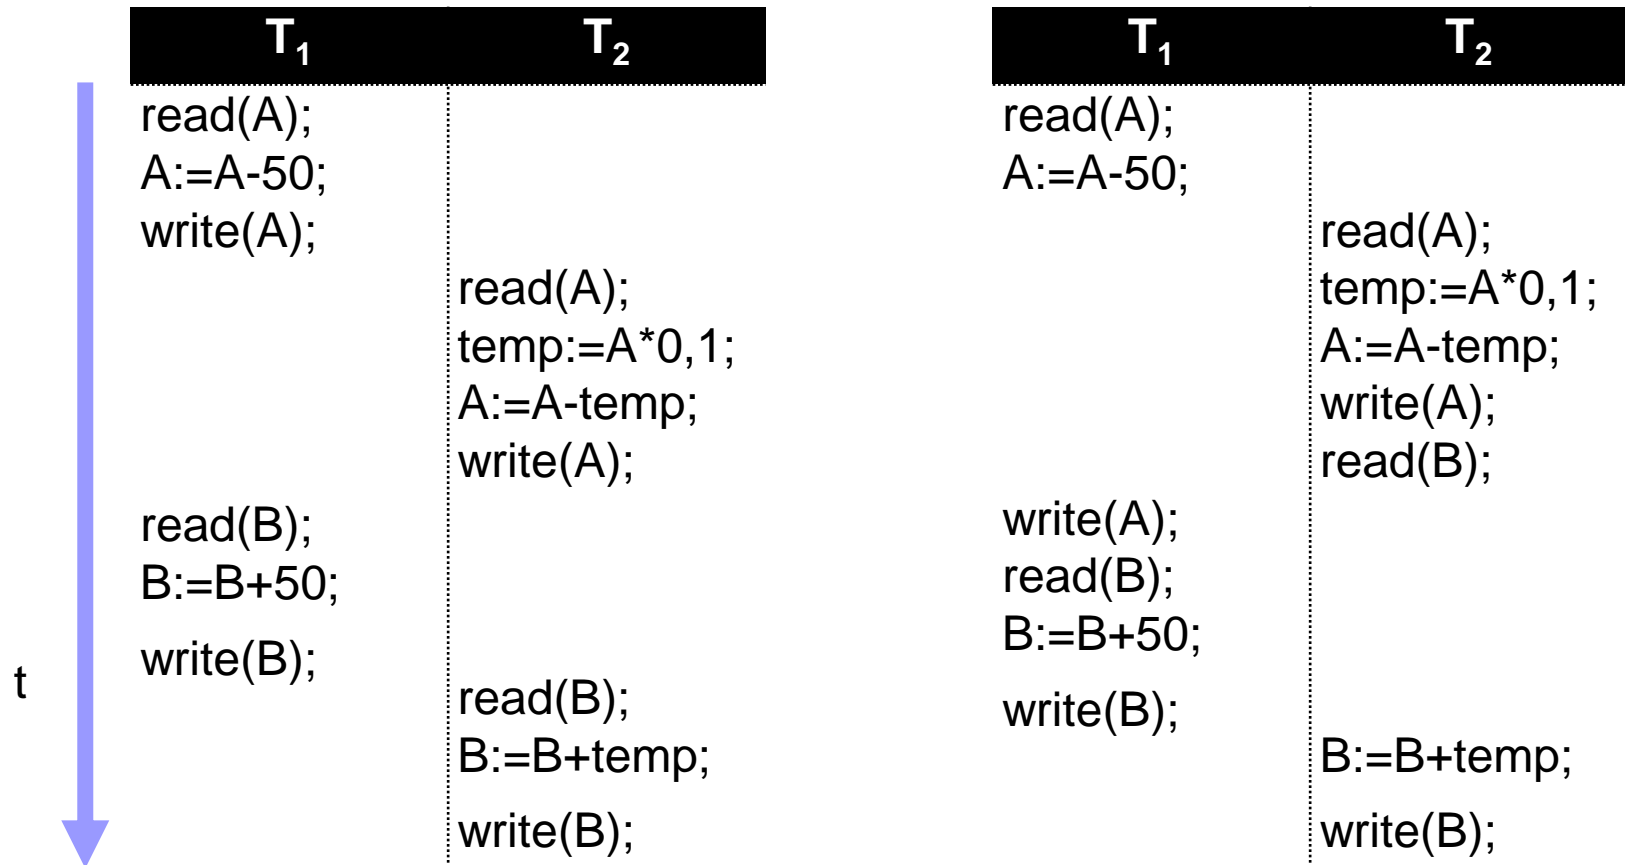 T1 T2
read(A);
A:=A-50;
write(A);
read(A);
temp:=A*0,1;
A:=A-temp;
write(A);
read(B);
B:=B+50;
write(B);
read(B);
B:=B+temp;
write(B);
t
T1 T2
read(A);
A:=A-50;
read(A);
temp:=A*0,1;
A:=A-temp;
write(A);
read(B);
write(A);
read(B);
B:=B+50;
write(B);
B:=B+temp;
write(B);